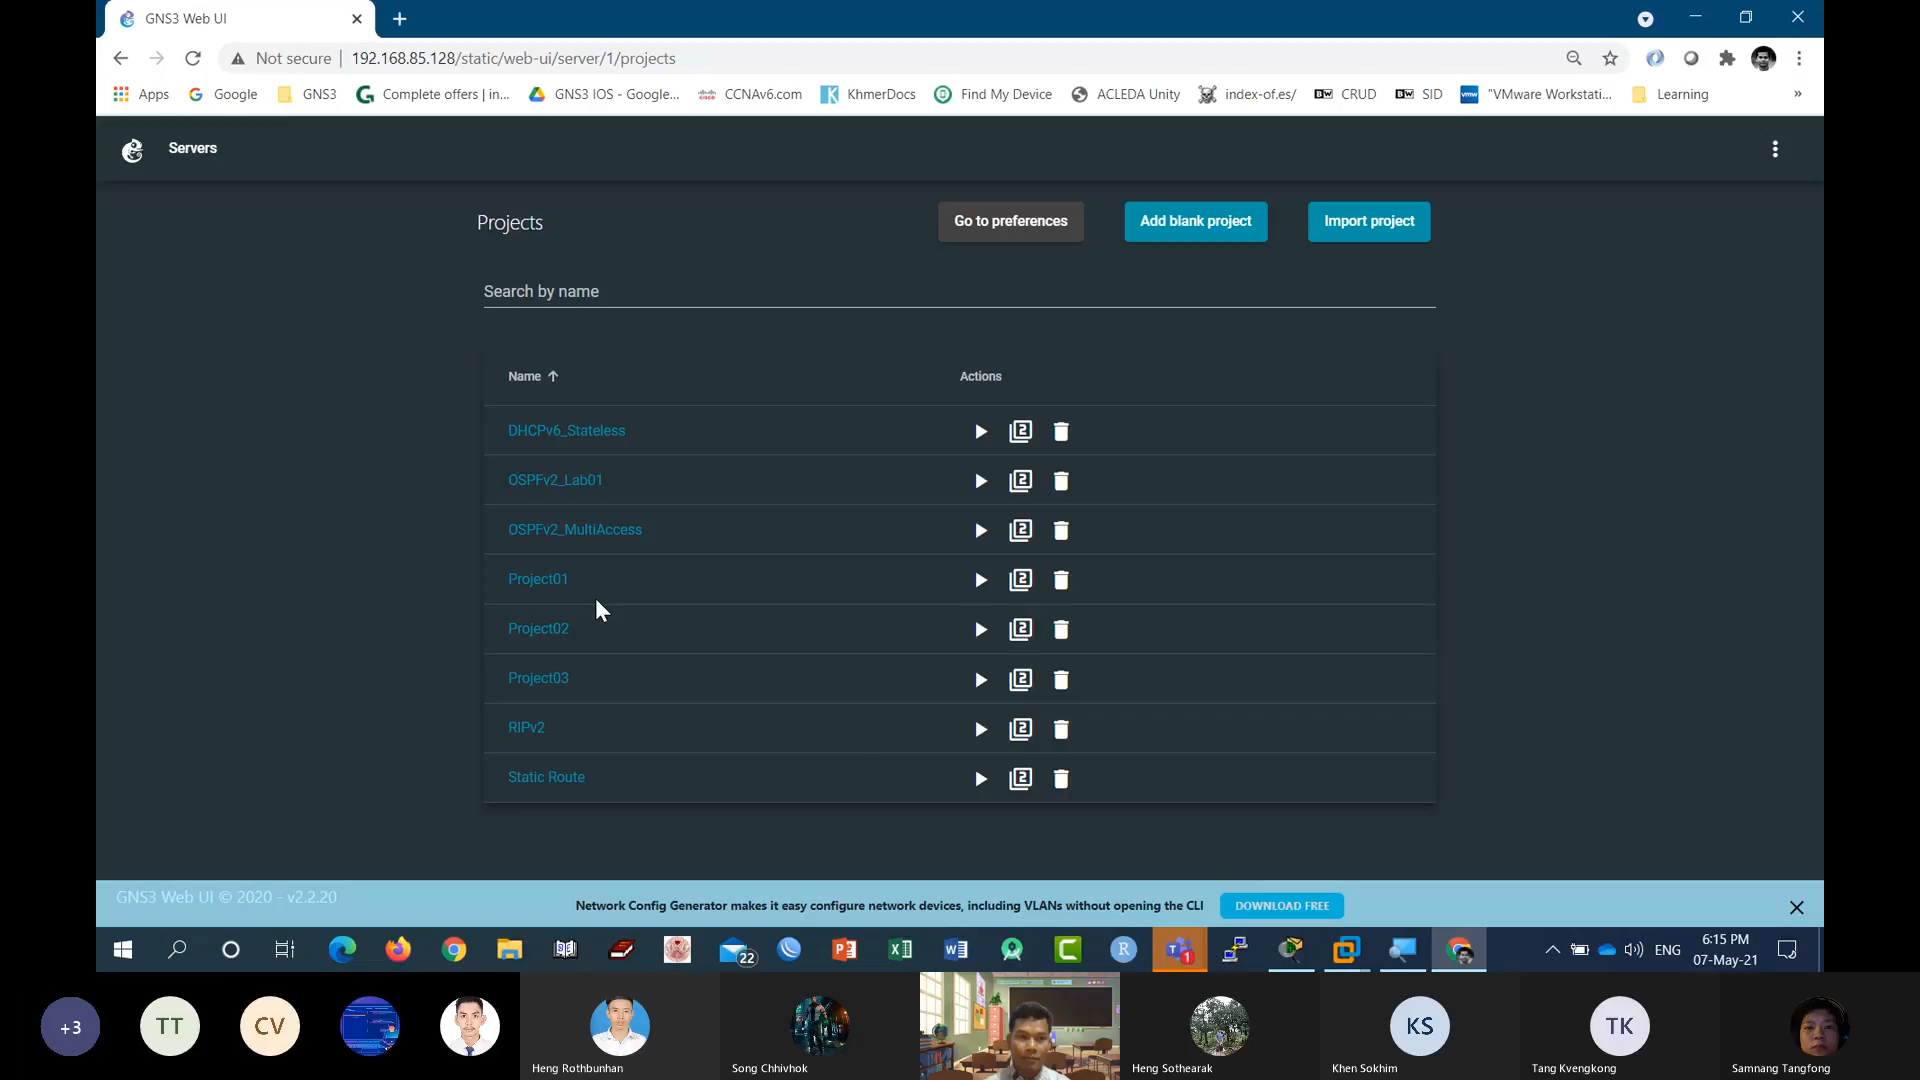 GNS3 Web UI
Not secure
192.168.85.128/static/web-ui/server/1/projects
Apps
Google
GNS3
Complete offers | in...
GNS3 IOS - Google...
CCNAv6.com
KhmerDocs
Find My Device
ACLEDA Unity
index-of.es/
CRUD
SID
"VMware Workstati...
Learning
Servers
Projects
Go to preferences
Add blank project
Import project
Search by name
Name
Actions
DHCPv6_Stateless
OSPFv2_Lab01
OSPFv2_MultiAccess
Project01
Project02
Project03
RIPv2
Static Route
GNS3 Web UI © 2020 - v2.2.20
Network Config Generator makes it easy configure network devices, including VLANs without opening the CLI
DOWNLOAD FREE
22
1
ENG
6:15 PM
07-May-21
+3
TT
CV
KS
TK
Heng Rothbunhan
Song Chhivhok
Heng Sothearak
Khen Sokhim
Tang Kvengkong
Samnang Tangfong